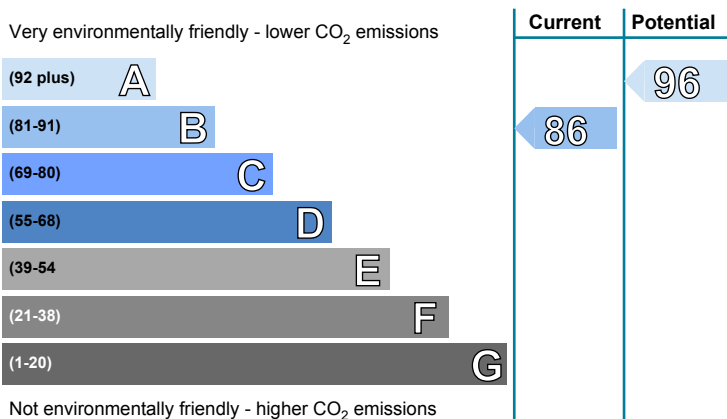 Current Potential
Very environmentally friendly - lower CO2 emissions
(92 plus) A 96
(81-91) B 86
(69-80) C
(55-68) D
(39-54 E
(21-38) F
(1-20) G
Not environmentally friendly - higher CO2 emissions